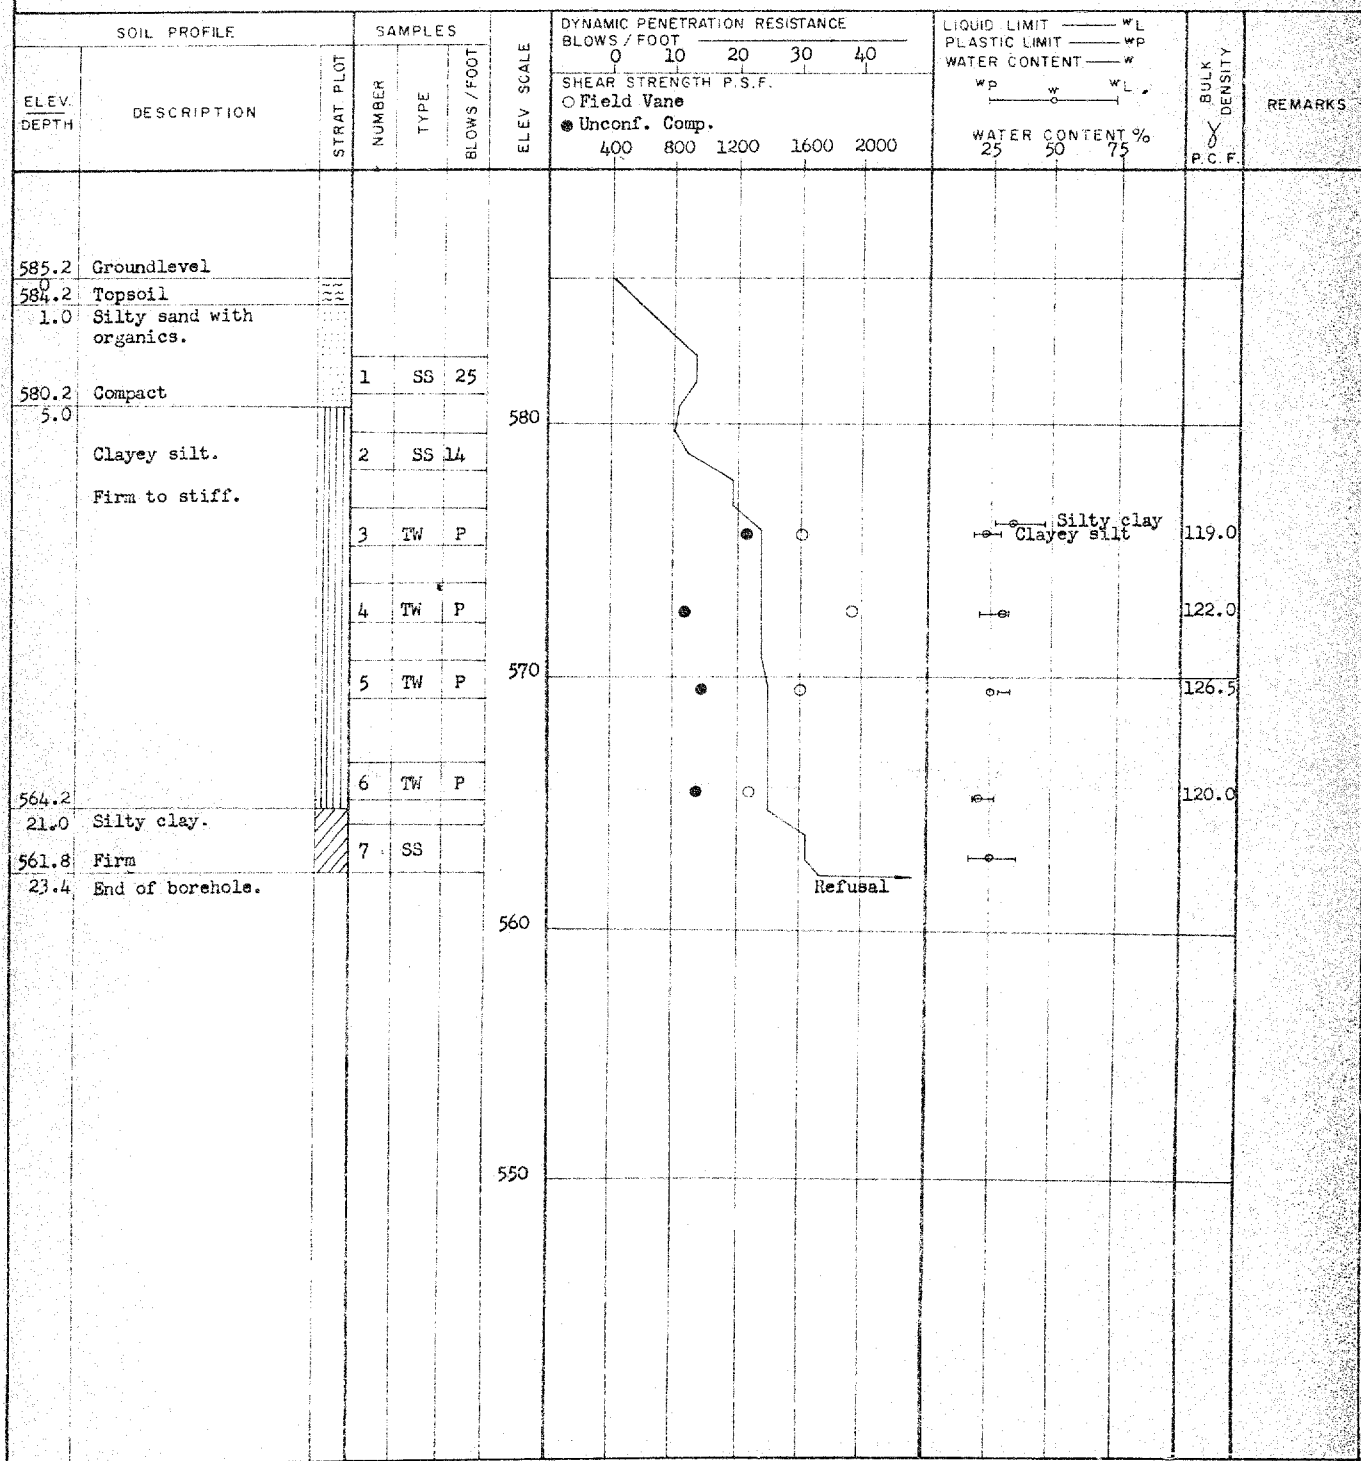 SOIL PROFILE
SAMPLES
ELEV SCALE
DYNAMIC PENETRATION RESISTANCE
BLOWS / FOOT
0 10 20 30 40
SHEAR STRENGTH P.S.F.
○ Field Vane
● Unconf. Comp.
400 800 1200 1600 2000
LIQUID LIMIT wL
PLASTIC LIMIT wP
WATER CONTENT w
wP w wL
WATER CONTENT %
25 50 75
BULK DENSITY
γ
P.C.F.
REMARKS
ELEV.
DEPTH
DESCRIPTION
STRAT PLOT
NUMBER
TYPE
BLOWS / FOOT
585.2 Groundlevel
0
584.2 Topsoil
1.0 Silty sand with
organics.
1 SS 25
580.2 Compact
5.0
580
Clayey silt.
2 SS 14
Firm to stiff.
Silty clay
3 TW P
Clayey silt
119.0
4 TW P
122.0
570
5 TW P
126.5
6 TW P
120.0
564.2
21.0 Silty clay.
7 SS
561.8 Firm
23.4 End of borehole.
Refusal
560
550